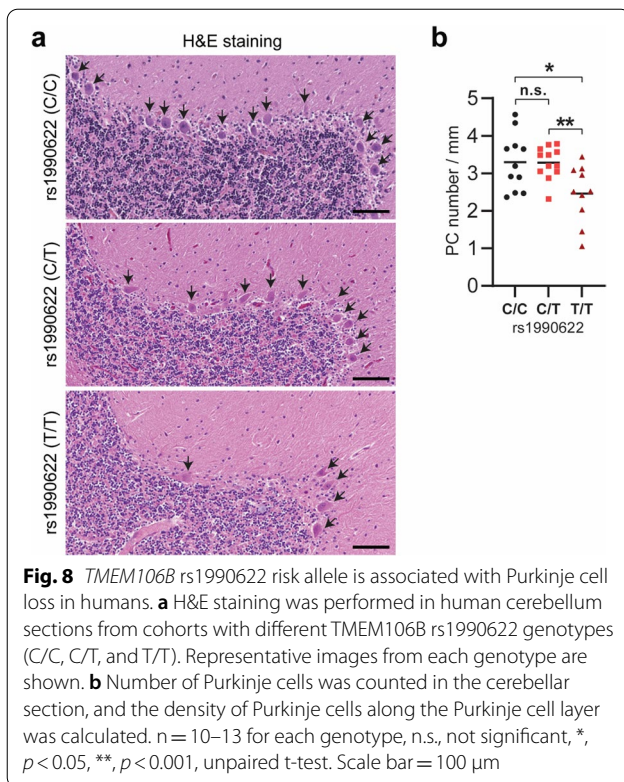 a
H&E staining
rs1990622 (C/C)
rs1990622 (C/T)
rs1990622 (T/T)
b
*
n.s.
**
PC number / mm
5
4
3
2
1
0
C/C C/T T/T
rs1990622
Fig. 8 TMEM106B rs1990622 risk allele is associated with Purkinje cell
loss in humans. a H&E staining was performed in human cerebellum
sections from cohorts with different TMEM106B rs1990622 genotypes
(C/C, C/T, and T/T). Representative images from each genotype are
shown. b Number of Purkinje cells was counted in the cerebellar
section, and the density of Purkinje cells along the Purkinje cell layer
was calculated. n = 10–13 for each genotype, n.s., not significant, *,
p < 0.05, **, p < 0.001, unpaired t-test. Scale bar = 100 μm